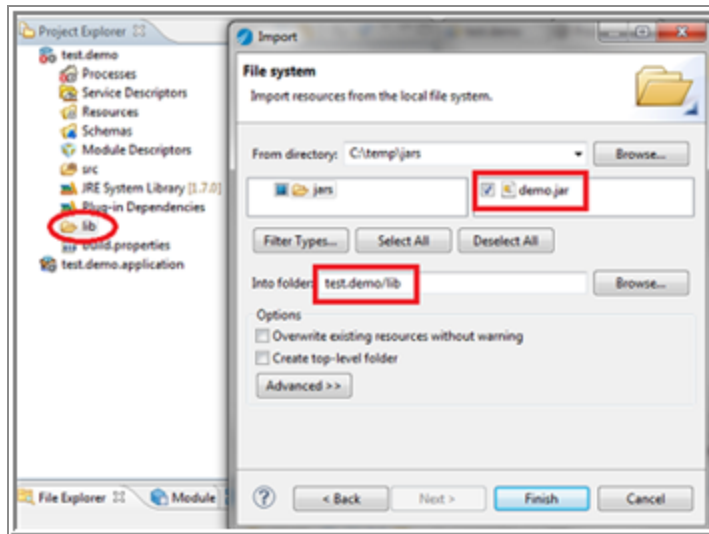 Project Explorer
test.demo
Processes
Service Descriptors
Resources
Schemas
Module Descriptors
src
JRE System Library [1.7.0]
Plug-in Dependencies
lib
build.properties
test.demo.application
File Explorer
Module
Import
File system
Import resources from the local file system.
From directory: C:\temp\jars
Browse...
jars
demo.jar
Filter Types...
Select All
Deselect All
Into folder: test.demo/lib
Browse...
Options
Overwrite existing resources without warning
Create top-level folder
Advanced >>
?
< Back
Next >
Finish
Cancel